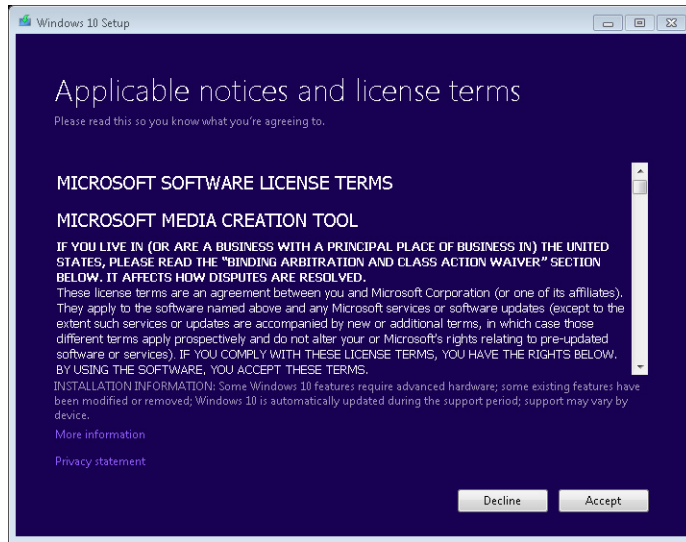 Windows 10 Setup
Applicable notices and license terms
Please read this so you know what you're agreeing to.
MICROSOFT SOFTWARE LICENSE TERMS
MICROSOFT MEDIA CREATION TOOL
IF YOU LIVE IN (OR ARE A BUSINESS WITH A PRINCIPAL PLACE OF BUSINESS IN) THE UNITED
STATES, PLEASE READ THE "BINDING ARBITRATION AND CLASS ACTION WAIVER" SECTION
BELOW. IT AFFECTS HOW DISPUTES ARE RESOLVED.
These license terms are an agreement between you and Microsoft Corporation (or one of its affiliates).
They apply to the software named above and any Microsoft services or software updates (except to the
extent such services or updates are accompanied by new or additional terms, in which case those
different terms apply prospectively and do not alter your or Microsoft's rights relating to pre-updated
software or services). IF YOU COMPLY WITH THESE LICENSE TERMS, YOU HAVE THE RIGHTS BELOW.
BY USING THE SOFTWARE, YOU ACCEPT THESE TERMS.
INSTALLATION INFORMATION: Some Windows 10 features require advanced hardware; some existing features have
been modified or removed; Windows 10 is automatically updated during the support period; support may vary by
device.
More information
Privacy statement
Decline
Accept